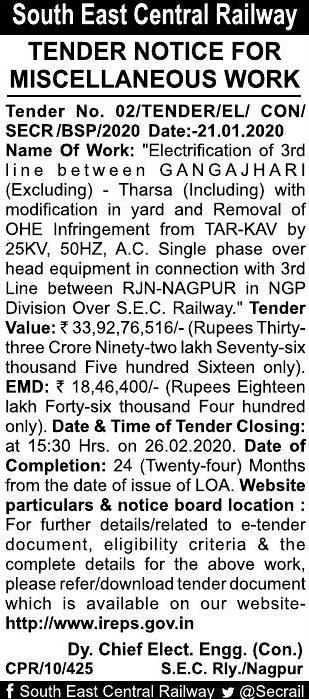 South East Central Railway
TENDER NOTICE FOR
MISCELLANEOUS WORK
Tender No. 02/TENDER/EL/ CON/
SECR /BSP/2020 Date:-21.01.2020
Name Of Work: "Electrification of 3rd
line between GANGAJHARI
(Excluding) - Tharsa (Including) with
modification in yard and Removal of
OHE Infringement from TAR-KAV by
25KV, 50HZ, A.C. Single phase over
head equipment in connection with 3rd
Line between RJN-NAGPUR in NGP
Division Over S.E.C. Railway." Tender
Value: ₹ 33,92,76,516/- (Rupees Thirty-
three Crore Ninety-two lakh Seventy-six
thousand Five hundred Sixteen only).
EMD: ₹ 18,46,400/- (Rupees Eighteen
lakh Forty-six thousand Four hundred
only). Date & Time of Tender Closing:
at 15:30 Hrs. on 26.02.2020. Date of
Completion: 24 (Twenty-four) Months
from the date of issue of LOA. Website
particulars & notice board location :
For further details/related to e-tender
document, eligibility criteria & the
complete details for the above work,
please refer/download tender document
which is available on our website-
http://www.ireps.gov.in
Dy. Chief Elect. Engg. (Con.)
CPR/10/425 S.E.C. Rly./Nagpur
f South East Central Railway @Secrail